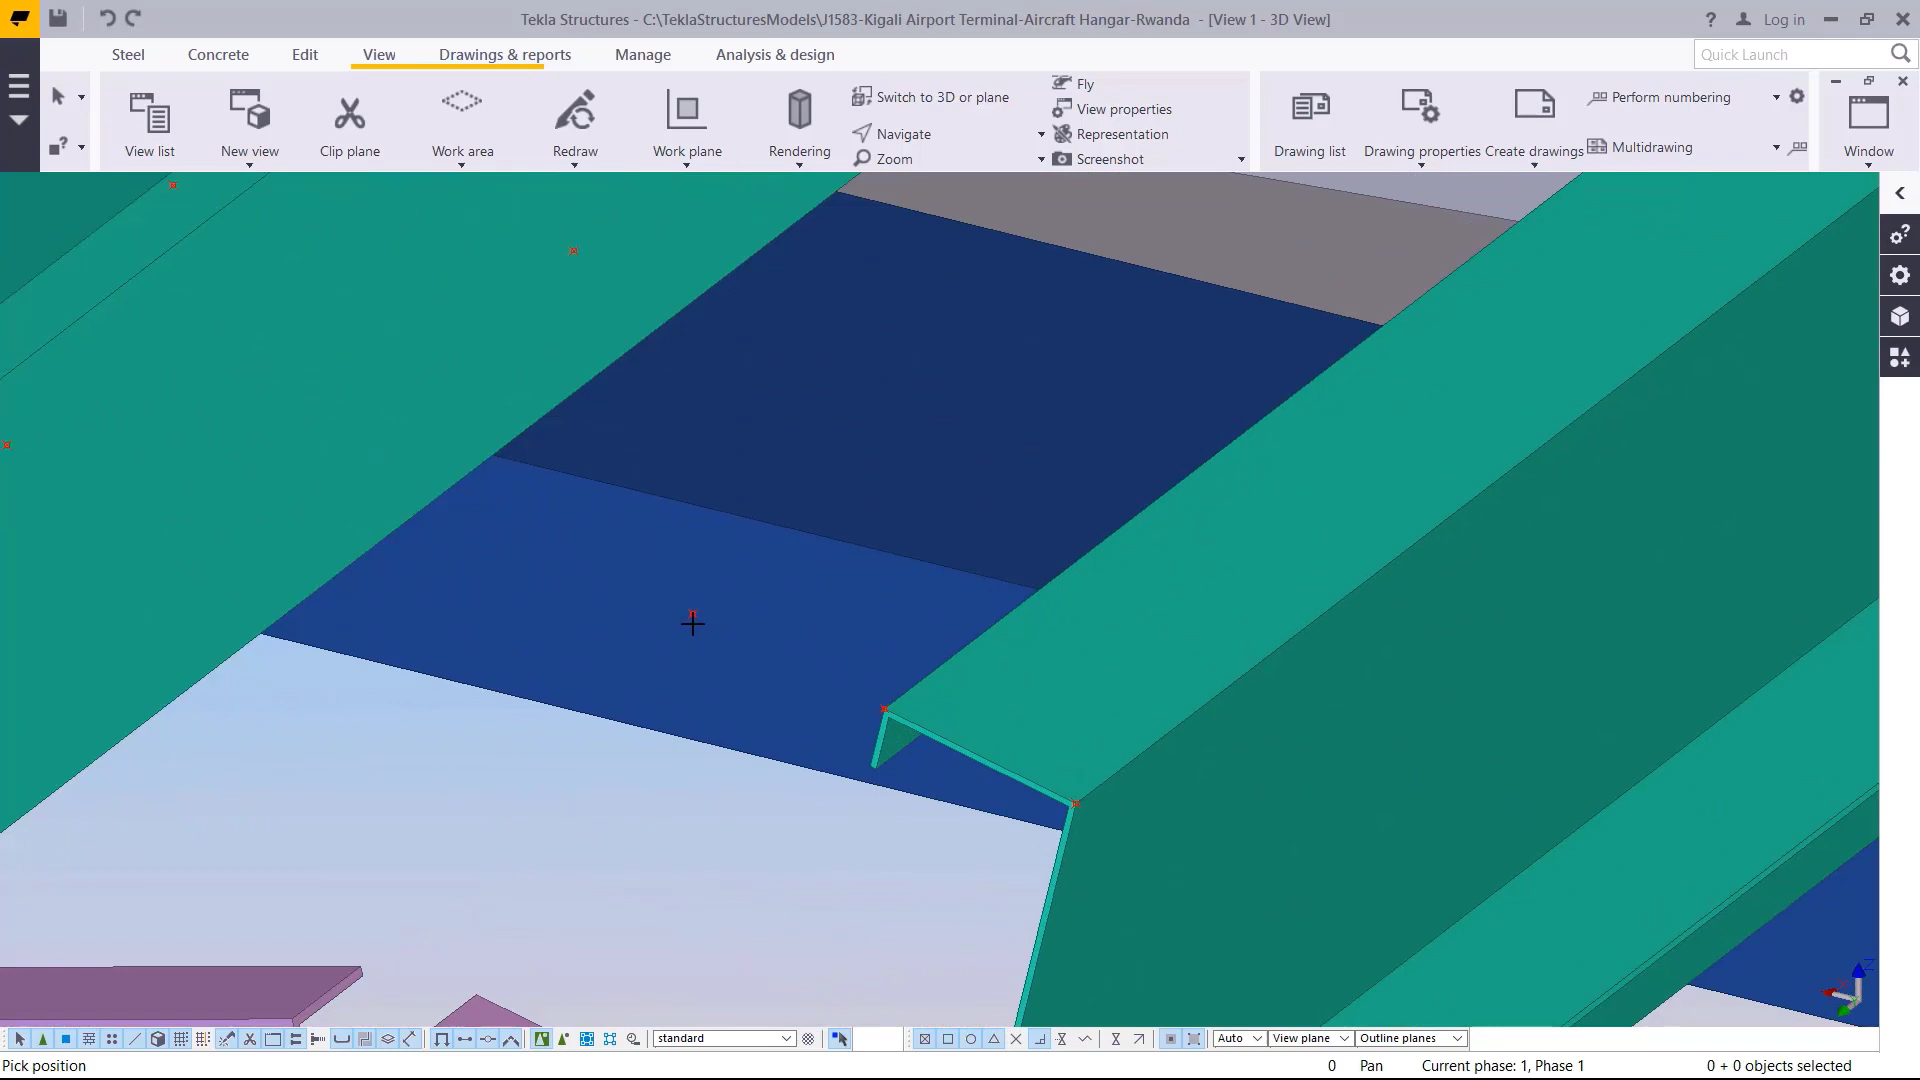 Tekla Structures - C:\TeklaStructuresModels\J1583-Kigali Airport Terminal-Aircraft Hangar-Rwanda - [View 1 - 3D View]
? Log in
Steel Concrete Edit View Drawings & reports Manage Analysis & design
Quick Launch
View list
New view
Clip plane
Work area
Redraw
Work plane
Rendering
Switch to 3D or plane
Navigate
Zoom
Fly
View properties
Representation
Screenshot
Drawing list
Drawing properties
Create drawings
Perform numbering
Multidrawing
Window
Z
standard
Auto
View plane
Outline planes
Pick position
0 Pan Current phase: 1, Phase 1 0 + 0 objects selected